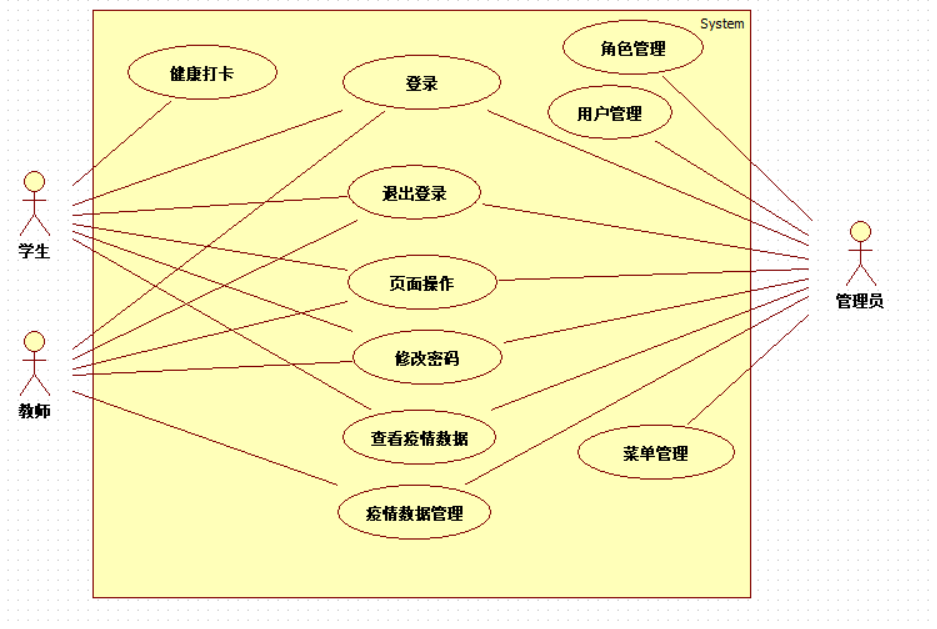 System
角色管理
健康打卡
登录
用户管理
退出登录
学生
页面操作
管理员
修改密码
教师
查看疫情数据
菜单管理
疫情数据管理